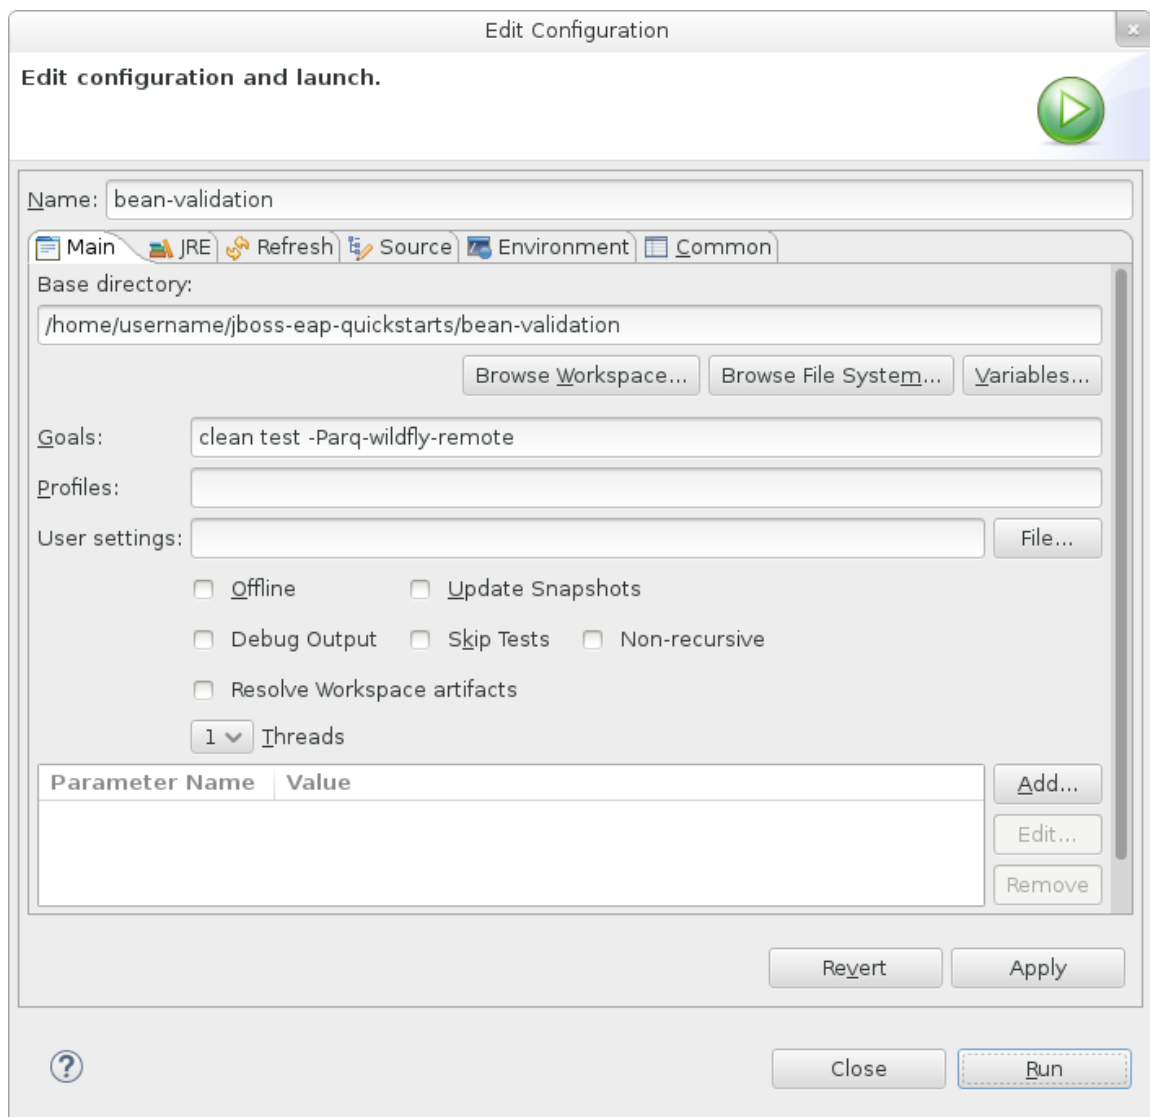 Edit Configuration
Edit configuration and launch.
Name: bean-validation
Main JRE Refresh Source Environment Common
Base directory:
/home/username/jboss-eap-quickstarts/bean-validation
Browse Workspace... Browse File System... Variables...
Goals: clean test -Parq-wildfly-remote
Profiles:
User settings: File...
Offline Update Snapshots
Debug Output Skip Tests Non-recursive
Resolve Workspace artifacts
1 Threads
Parameter Name Value Add...
Edit...
Remove
Revert Apply
? Close Run